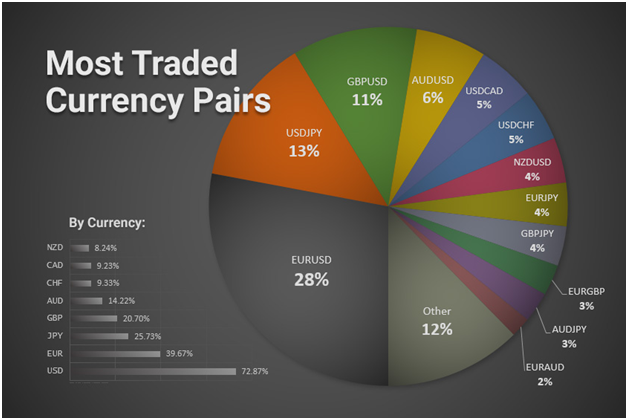 Most Traded
Currency Pairs
GBPUSD
11%
AUDUSD
6%
USDCAD
5%
USDCHF
5%
NZDUSD
4%
EURJPY
4%
GBPJPY
4%
EURGBP
3%
AUDJPY
3%
EURAUD
2%
Other
12%
EURUSD
28%
USDJPY
13%
By Currency:
NZD 8.24%
CAD 9.23%
CHF 9.33%
AUD 14.22%
GBP 20.70%
JPY 25.73%
EUR 39.67%
USD 72.87%